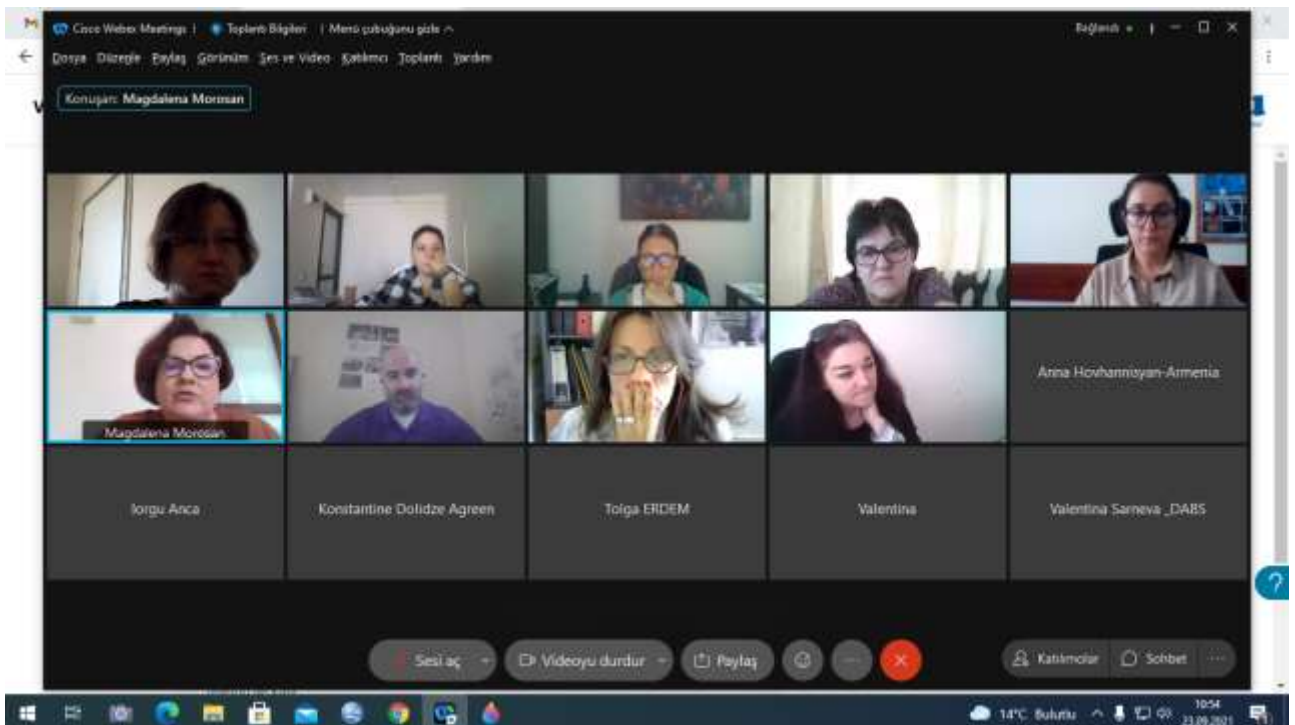 Cisco Webex Meetings | Toplantı Bilgileri | Menü çubuğunu gizle
Bağlandı
Dosya Düzenle Paylaş Görünüm Ses ve Video Katılımcı Toplantı Yardım
Konuşan: Magdalena Morosan
Magdalena Morosan
Anna Hovhannisyan-Armenia
Iorgu Anca
Konstantine Dolidze Agreen
Tolga ERDEM
Valentina
Valentina Sarneva _DABS
Sesi aç
Videoyu durdur
Paylaş
Katılımcılar
Sohbet
?
14°C Bulutlu
10:54